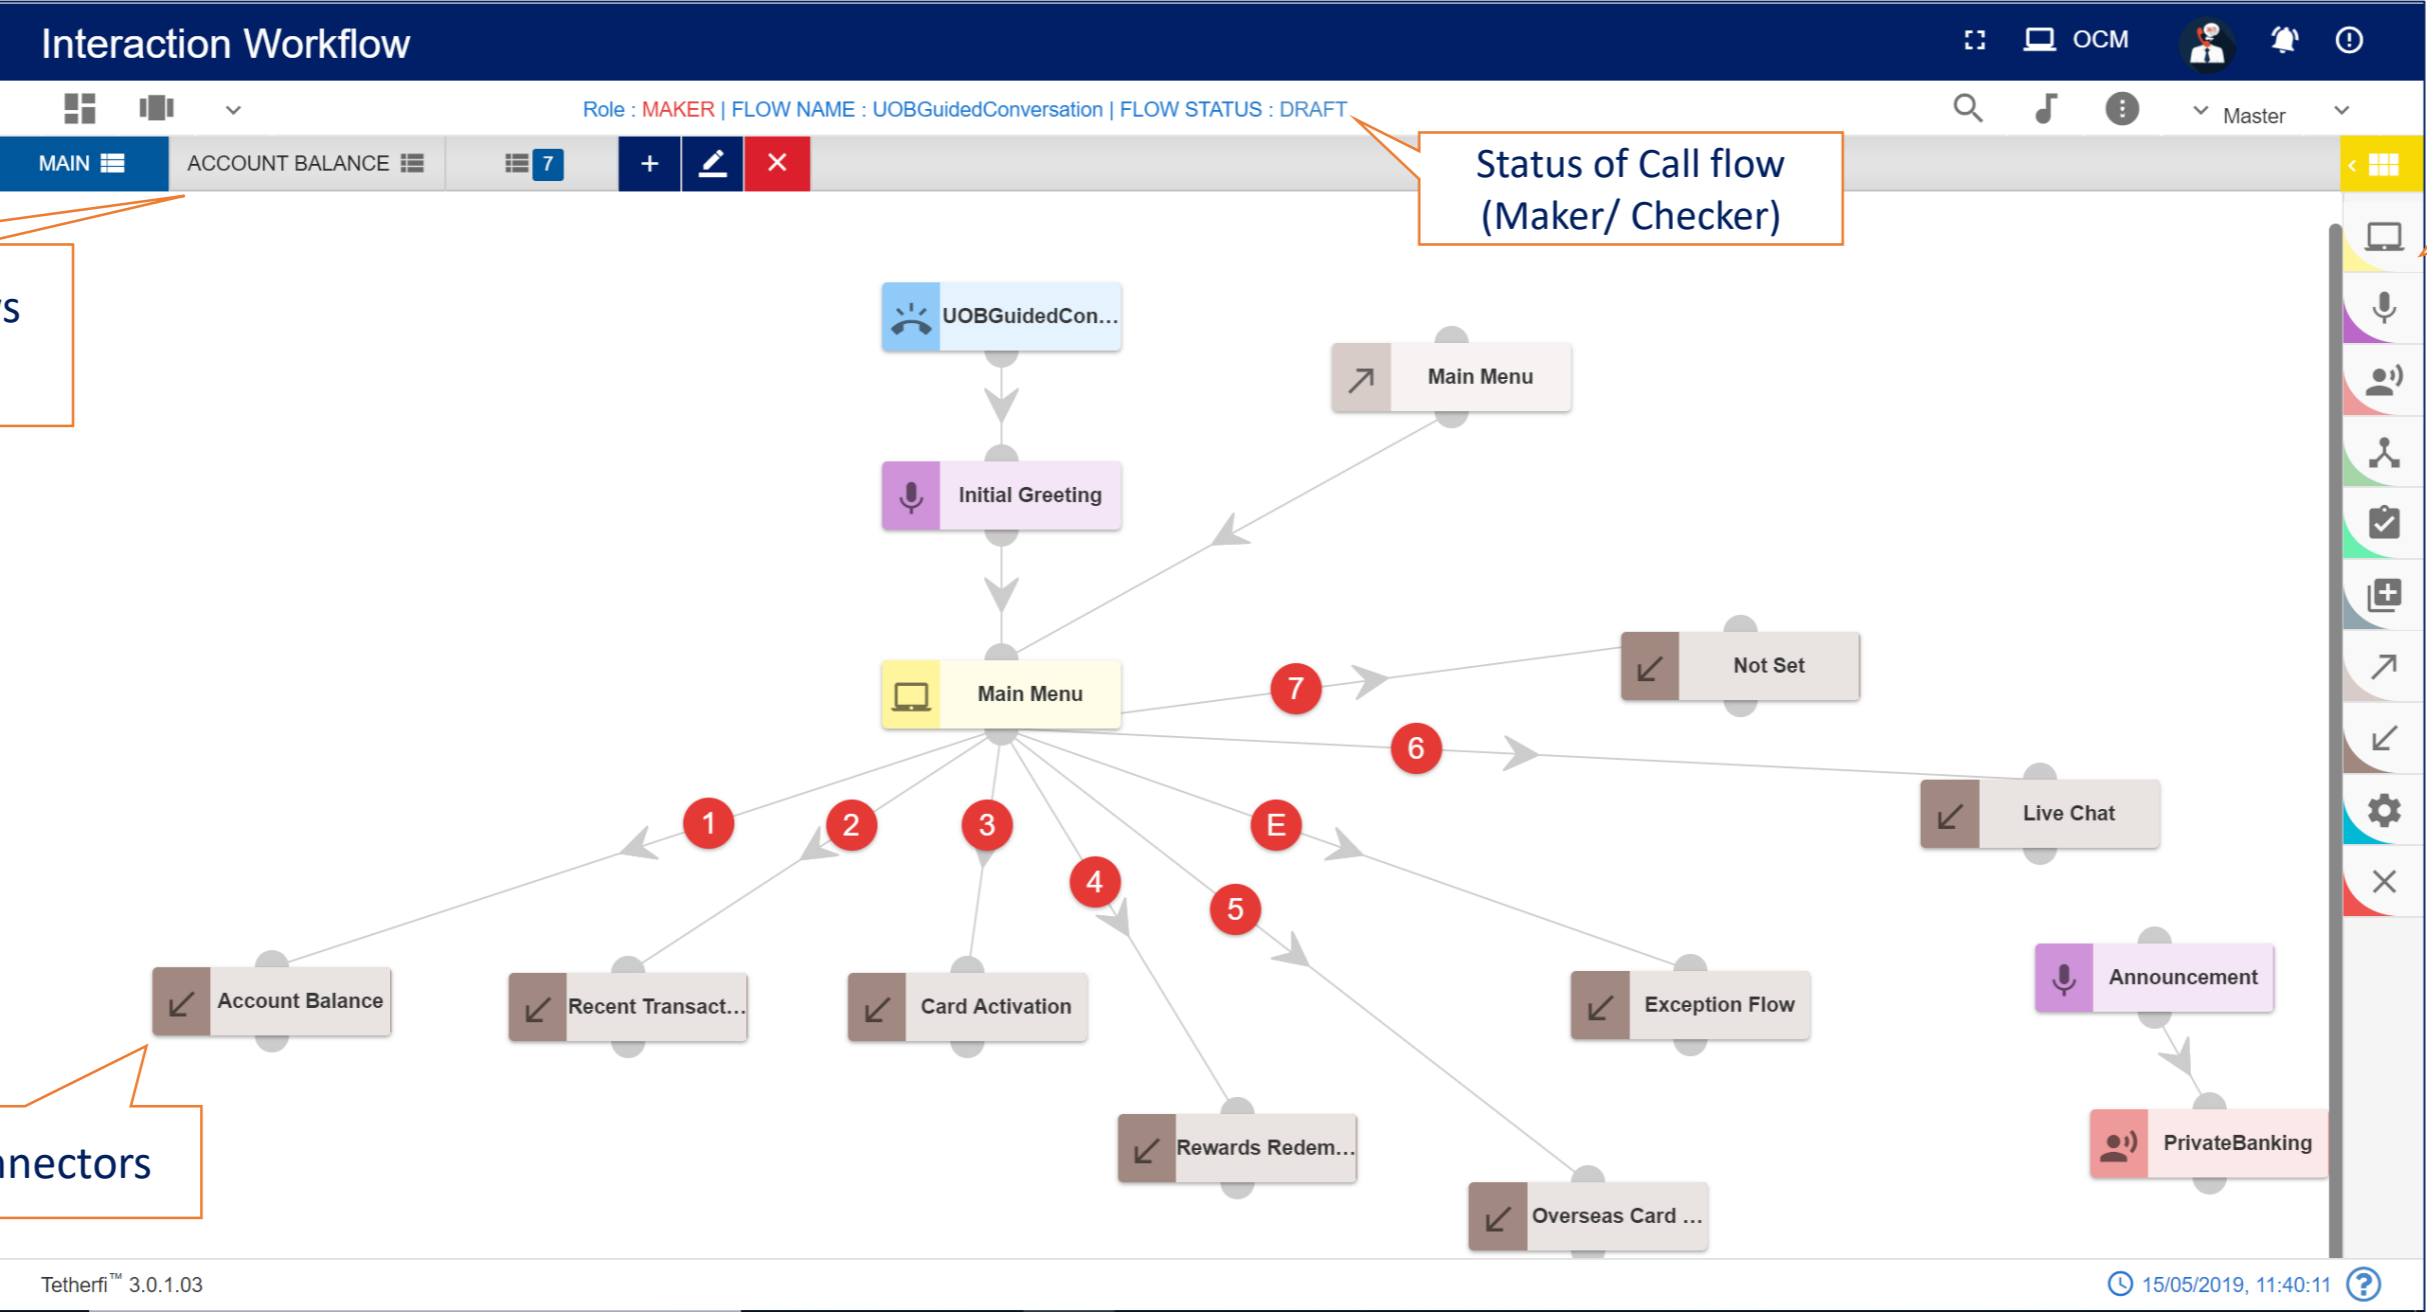 Interaction Workflow
OCM
Role : MAKER | FLOW NAME : UOBGuidedConversation | FLOW STATUS : DRAFT
Master
MAIN
ACCOUNT BALANCE
7
Status of Call flow
(Maker/ Checker)
UOBGuidedCon...
Main Menu
Initial Greeting
Not Set
Main Menu
7
6
Live Chat
1
2
3
E
4
5
Announcement
Account Balance
Recent Transact...
Card Activation
Exception Flow
PrivateBanking
Rewards Redem...
Overseas Card ...
Tetherfi™ 3.0.1.03
15/05/2019, 11:40:11